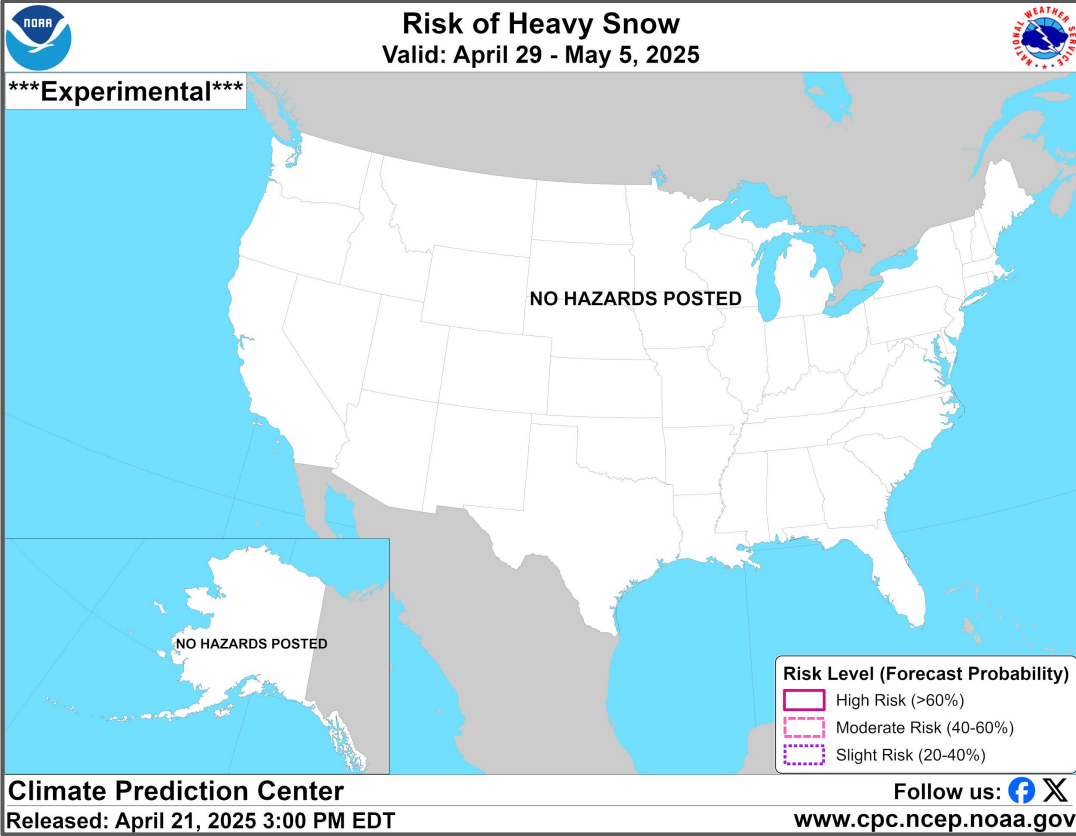 NOAA
Risk of Heavy Snow
Valid: April 29 - May 5, 2025
NATIONAL WEATHER SERVICE
***Experimental***
NO HAZARDS POSTED
NO HAZARDS POSTED
Risk Level (Forecast Probability)
High Risk (>60%)
Moderate Risk (40-60%)
Slight Risk (20-40%)
Climate Prediction Center
Follow us:
Released: April 21, 2025 3:00 PM EDT
www.cpc.ncep.noaa.gov